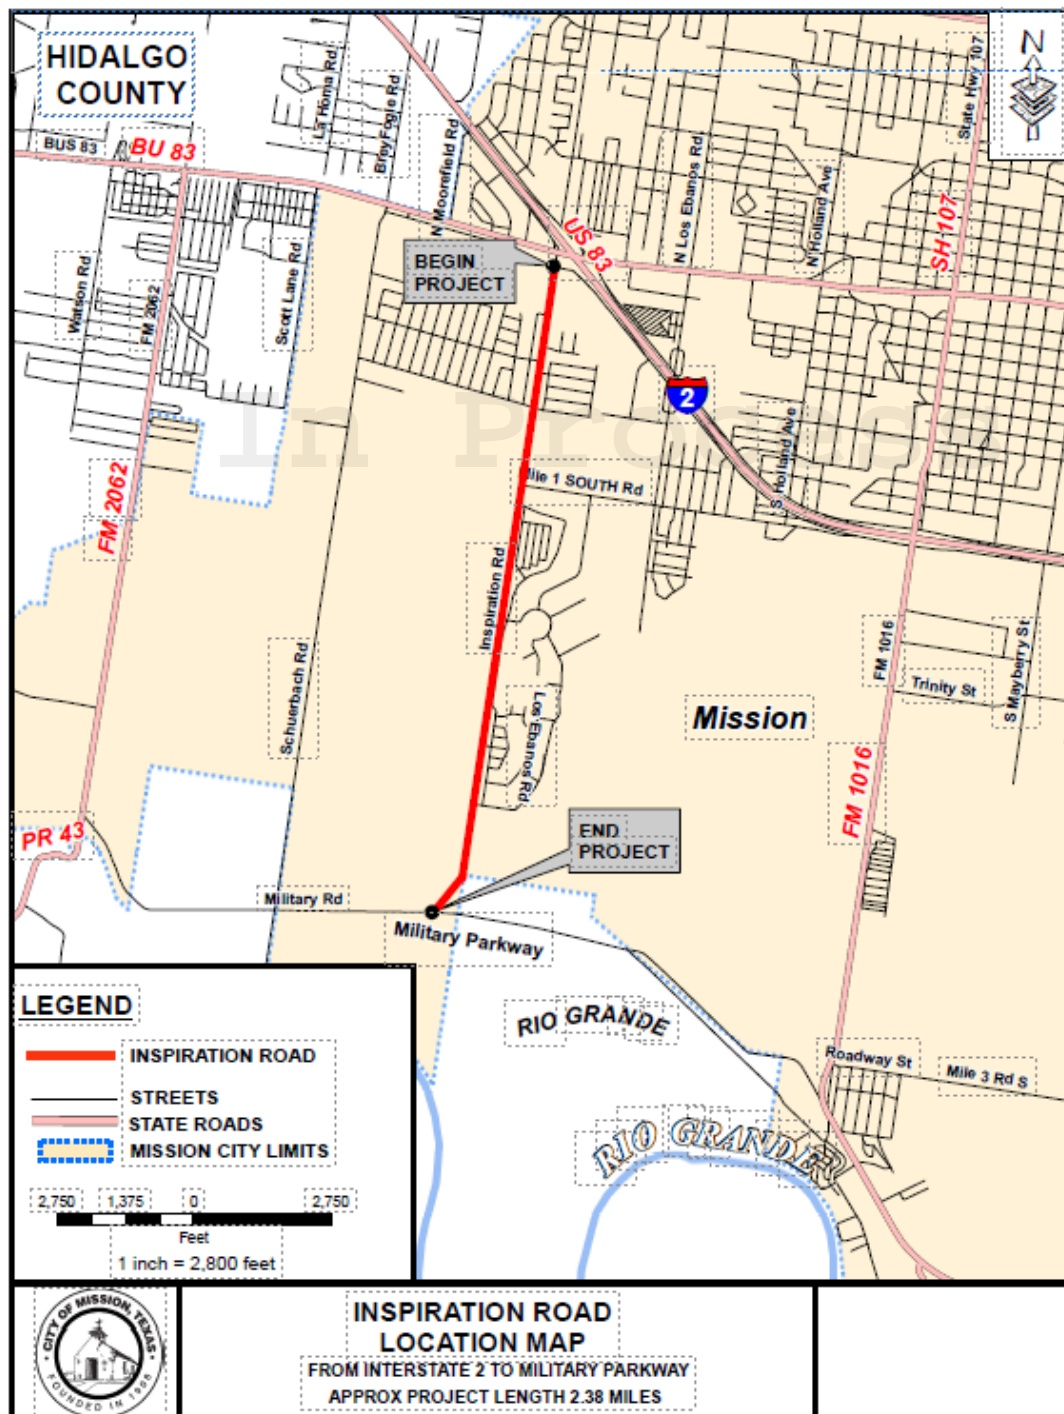 HIDALGO
COUNTY
N
La Homa Rd
BreyFogle Rd
N Moorefield Rd
N Los Ebanos Rd
N Holland Ave
State Hwy 107
BUS 83
BU 83
US 83
SH 107
BEGIN
PROJECT
Watson Rd
FM 2062
Scott Lane Rd
2
In Process
S Holland Ave
Mile 1 SOUTH Rd
FM 2062
Inspiration Rd
Schuerbach Rd
Los Ebanos Rd
FM 1016
Trinity St
S Mayberry St
Mission
FM 1016
PR 43
END
PROJECT
Military Rd
Military Parkway
RIO GRANDE
Roadway St
Mile 3 Rd S
RIO GRANDE
LEGEND
INSPIRATION ROAD
STREETS
STATE ROADS
MISSION CITY LIMITS
2,750 1,375 0 2,750
Feet
1 inch = 2,800 feet
CITY OF MISSION, TEXAS
FOUNDED IN 1908
INSPIRATION ROAD
LOCATION MAP
FROM INTERSTATE 2 TO MILITARY PARKWAY
APPROX PROJECT LENGTH 2.38 MILES